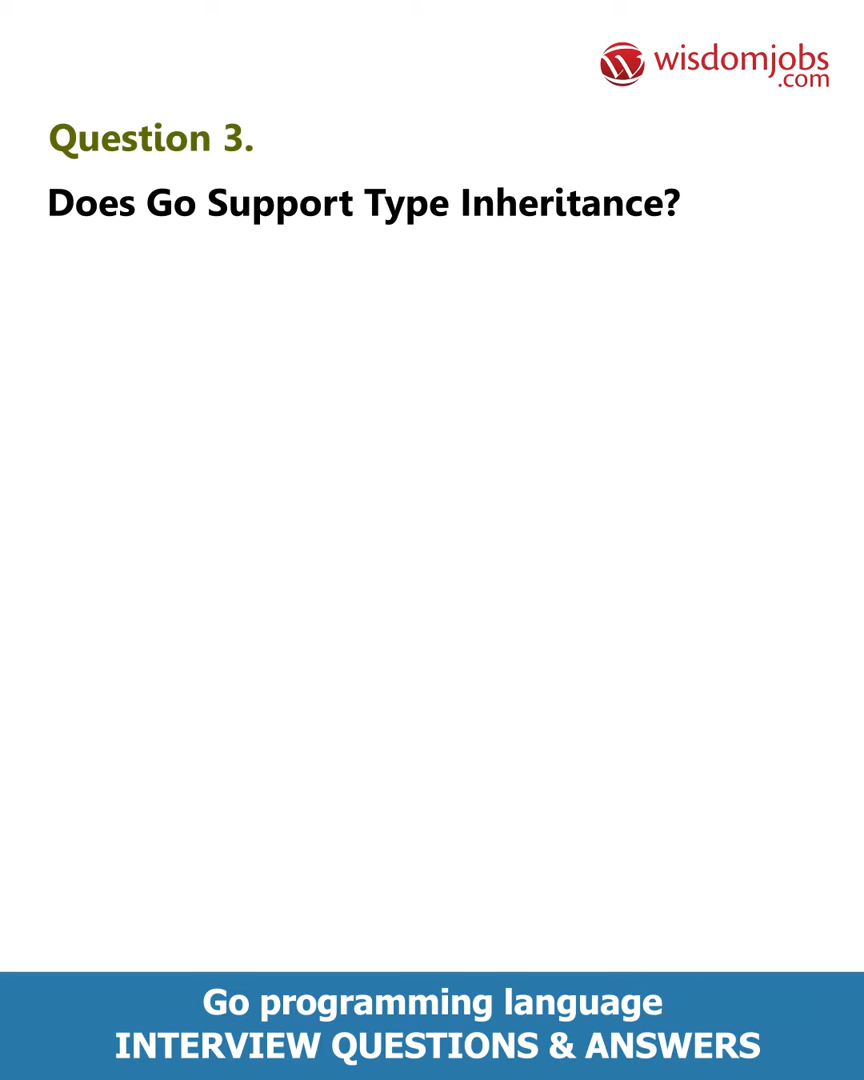 wisdomjobs
.com
Question 3.
Does Go Support Type Inheritance?
Go programming language
INTERVIEW QUESTIONS & ANSWERS